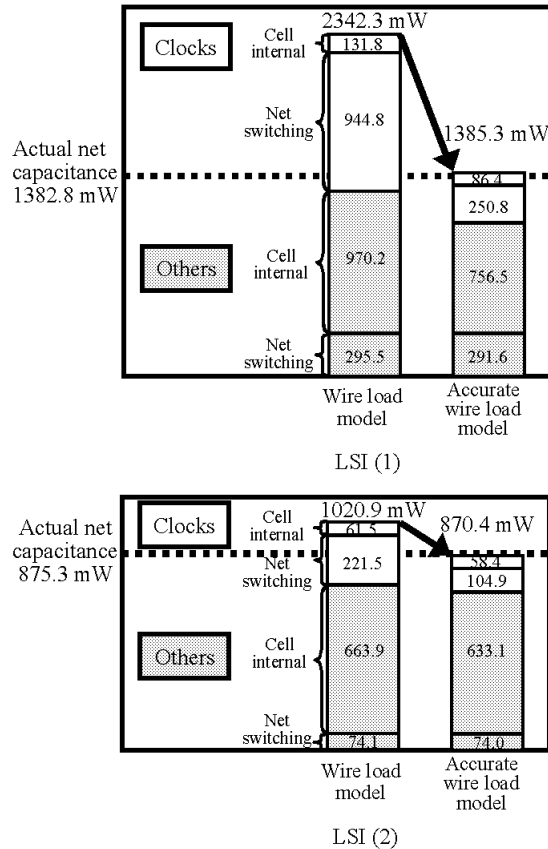 2342.3 mW
Clocks
Cell
internal
131.8
Net
switching
944.8
1385.3 mW
Actual net
capacitance
1382.8 mW
86.4
250.8
Others
Cell
internal
970.2
756.5
Net
switching
295.5
291.6
Wire load
model
Accurate
wire load
model
LSI (1)
1020.9 mW
Clocks
Cell
internal
61.5
870.4 mW
Actual net
capacitance
875.3 mW
Net
switching
221.5
58.4
104.9
Others
Cell
internal
663.9
633.1
Net
switching
74.1
74.0
Wire load
model
Accurate
wire load
model
LSI (2)